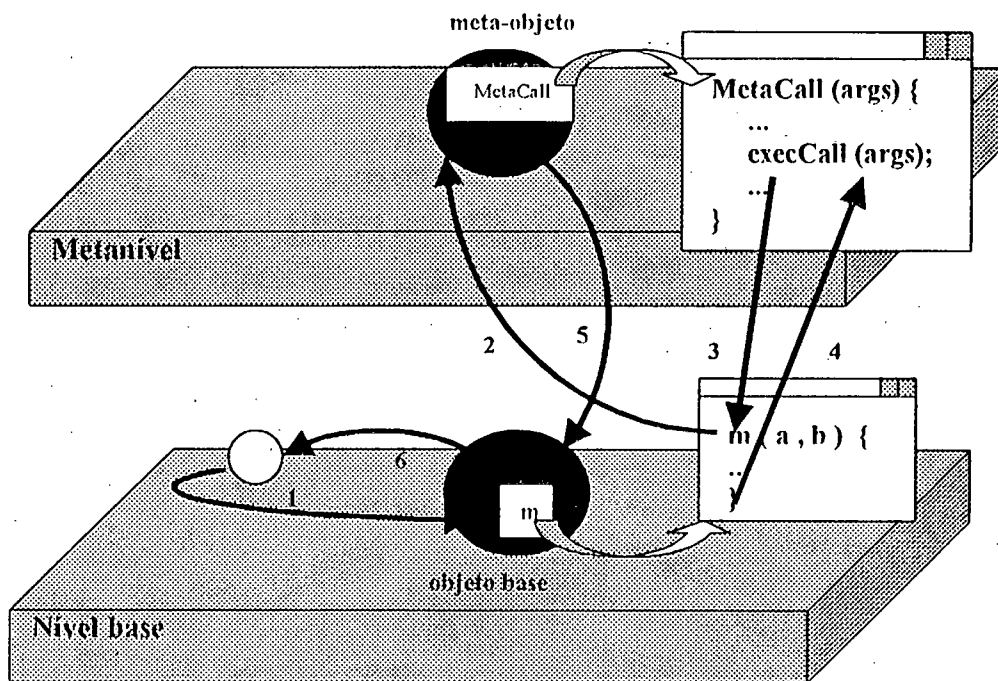 meta-objeto
MetaCall
MetaCall (args) {
...
execCall (args);
...
}
Metanível
2
5
3
4
m ( a , b ) {
...
}
6
1
m
objeto base
Nível base